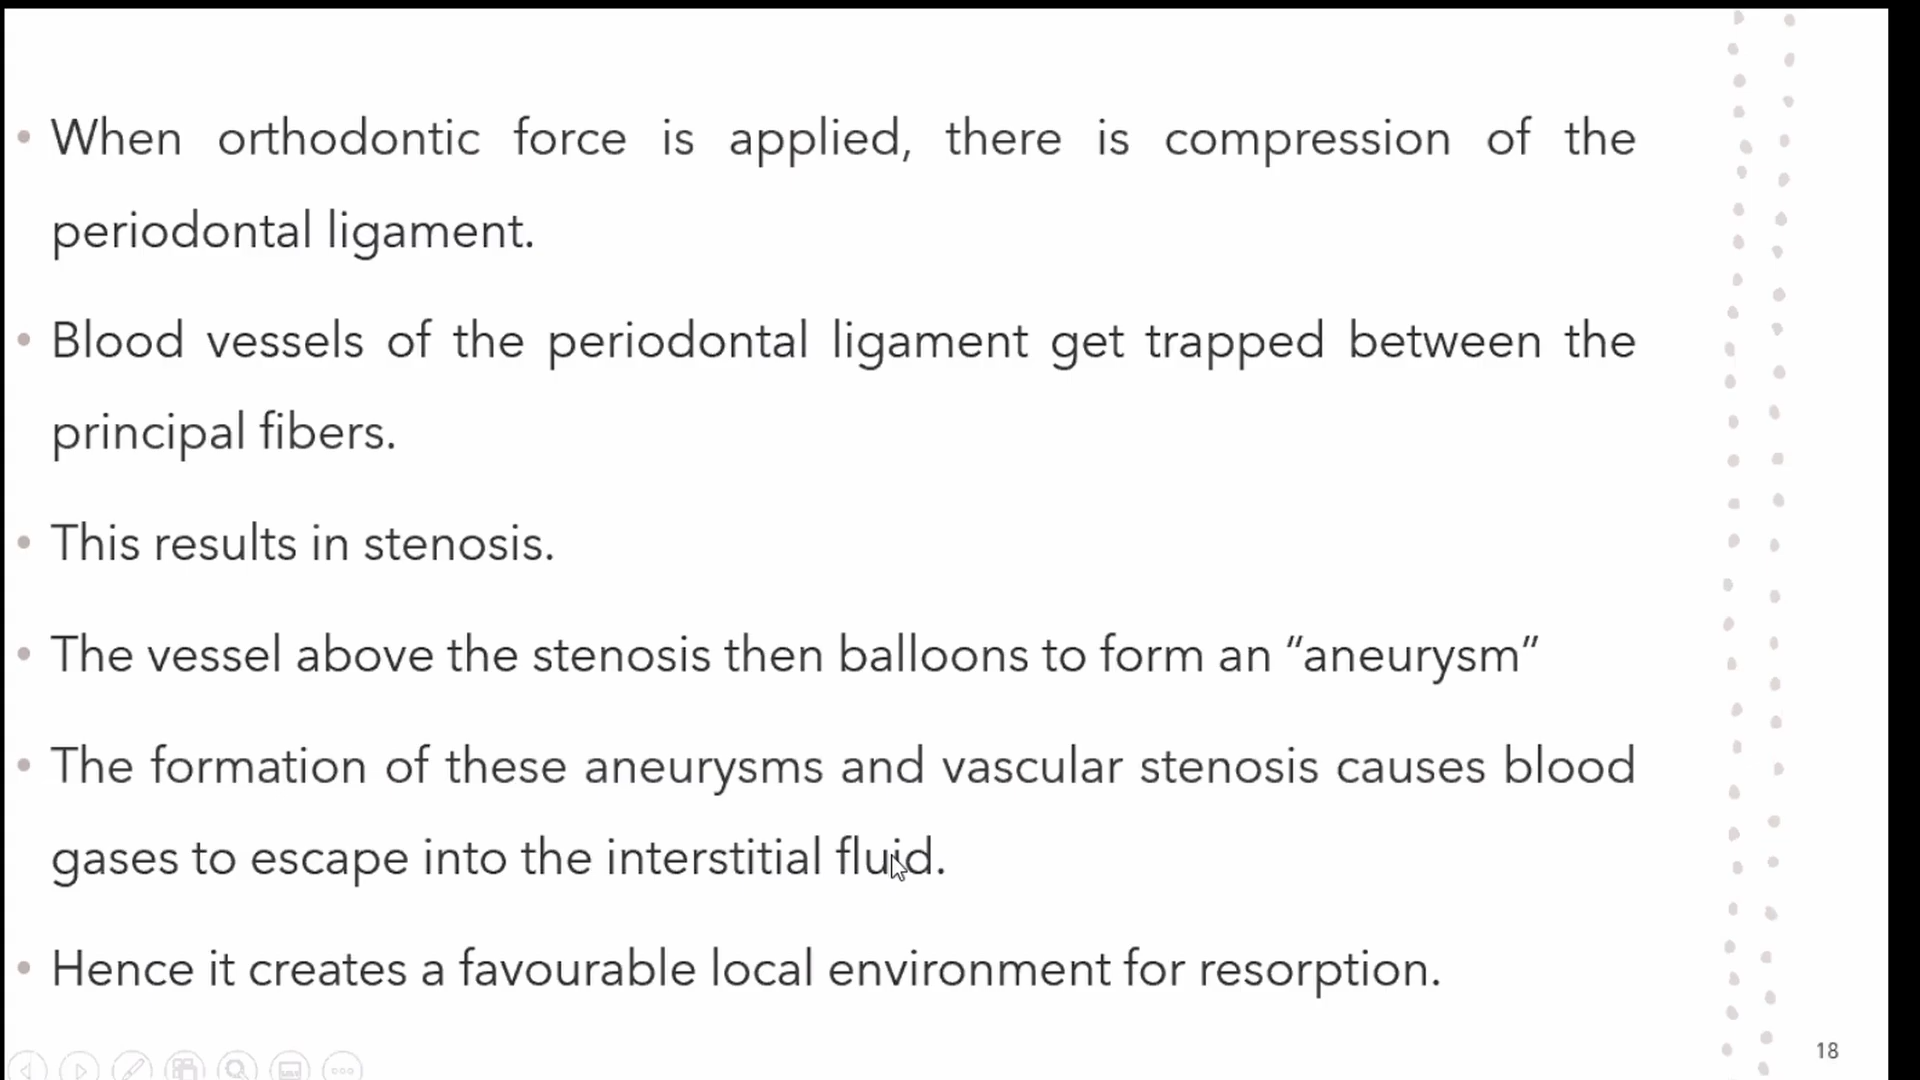 • When orthodontic force is applied, there is compression of the
periodontal ligament.
• Blood vessels of the periodontal ligament get trapped between the
principal fibers.
• This results in stenosis.
• The vessel above the stenosis then balloons to form an “aneurysm”
• The formation of these aneurysms and vascular stenosis causes blood
gases to escape into the interstitial fluid.
• Hence it creates a favourable local environment for resorption.
18